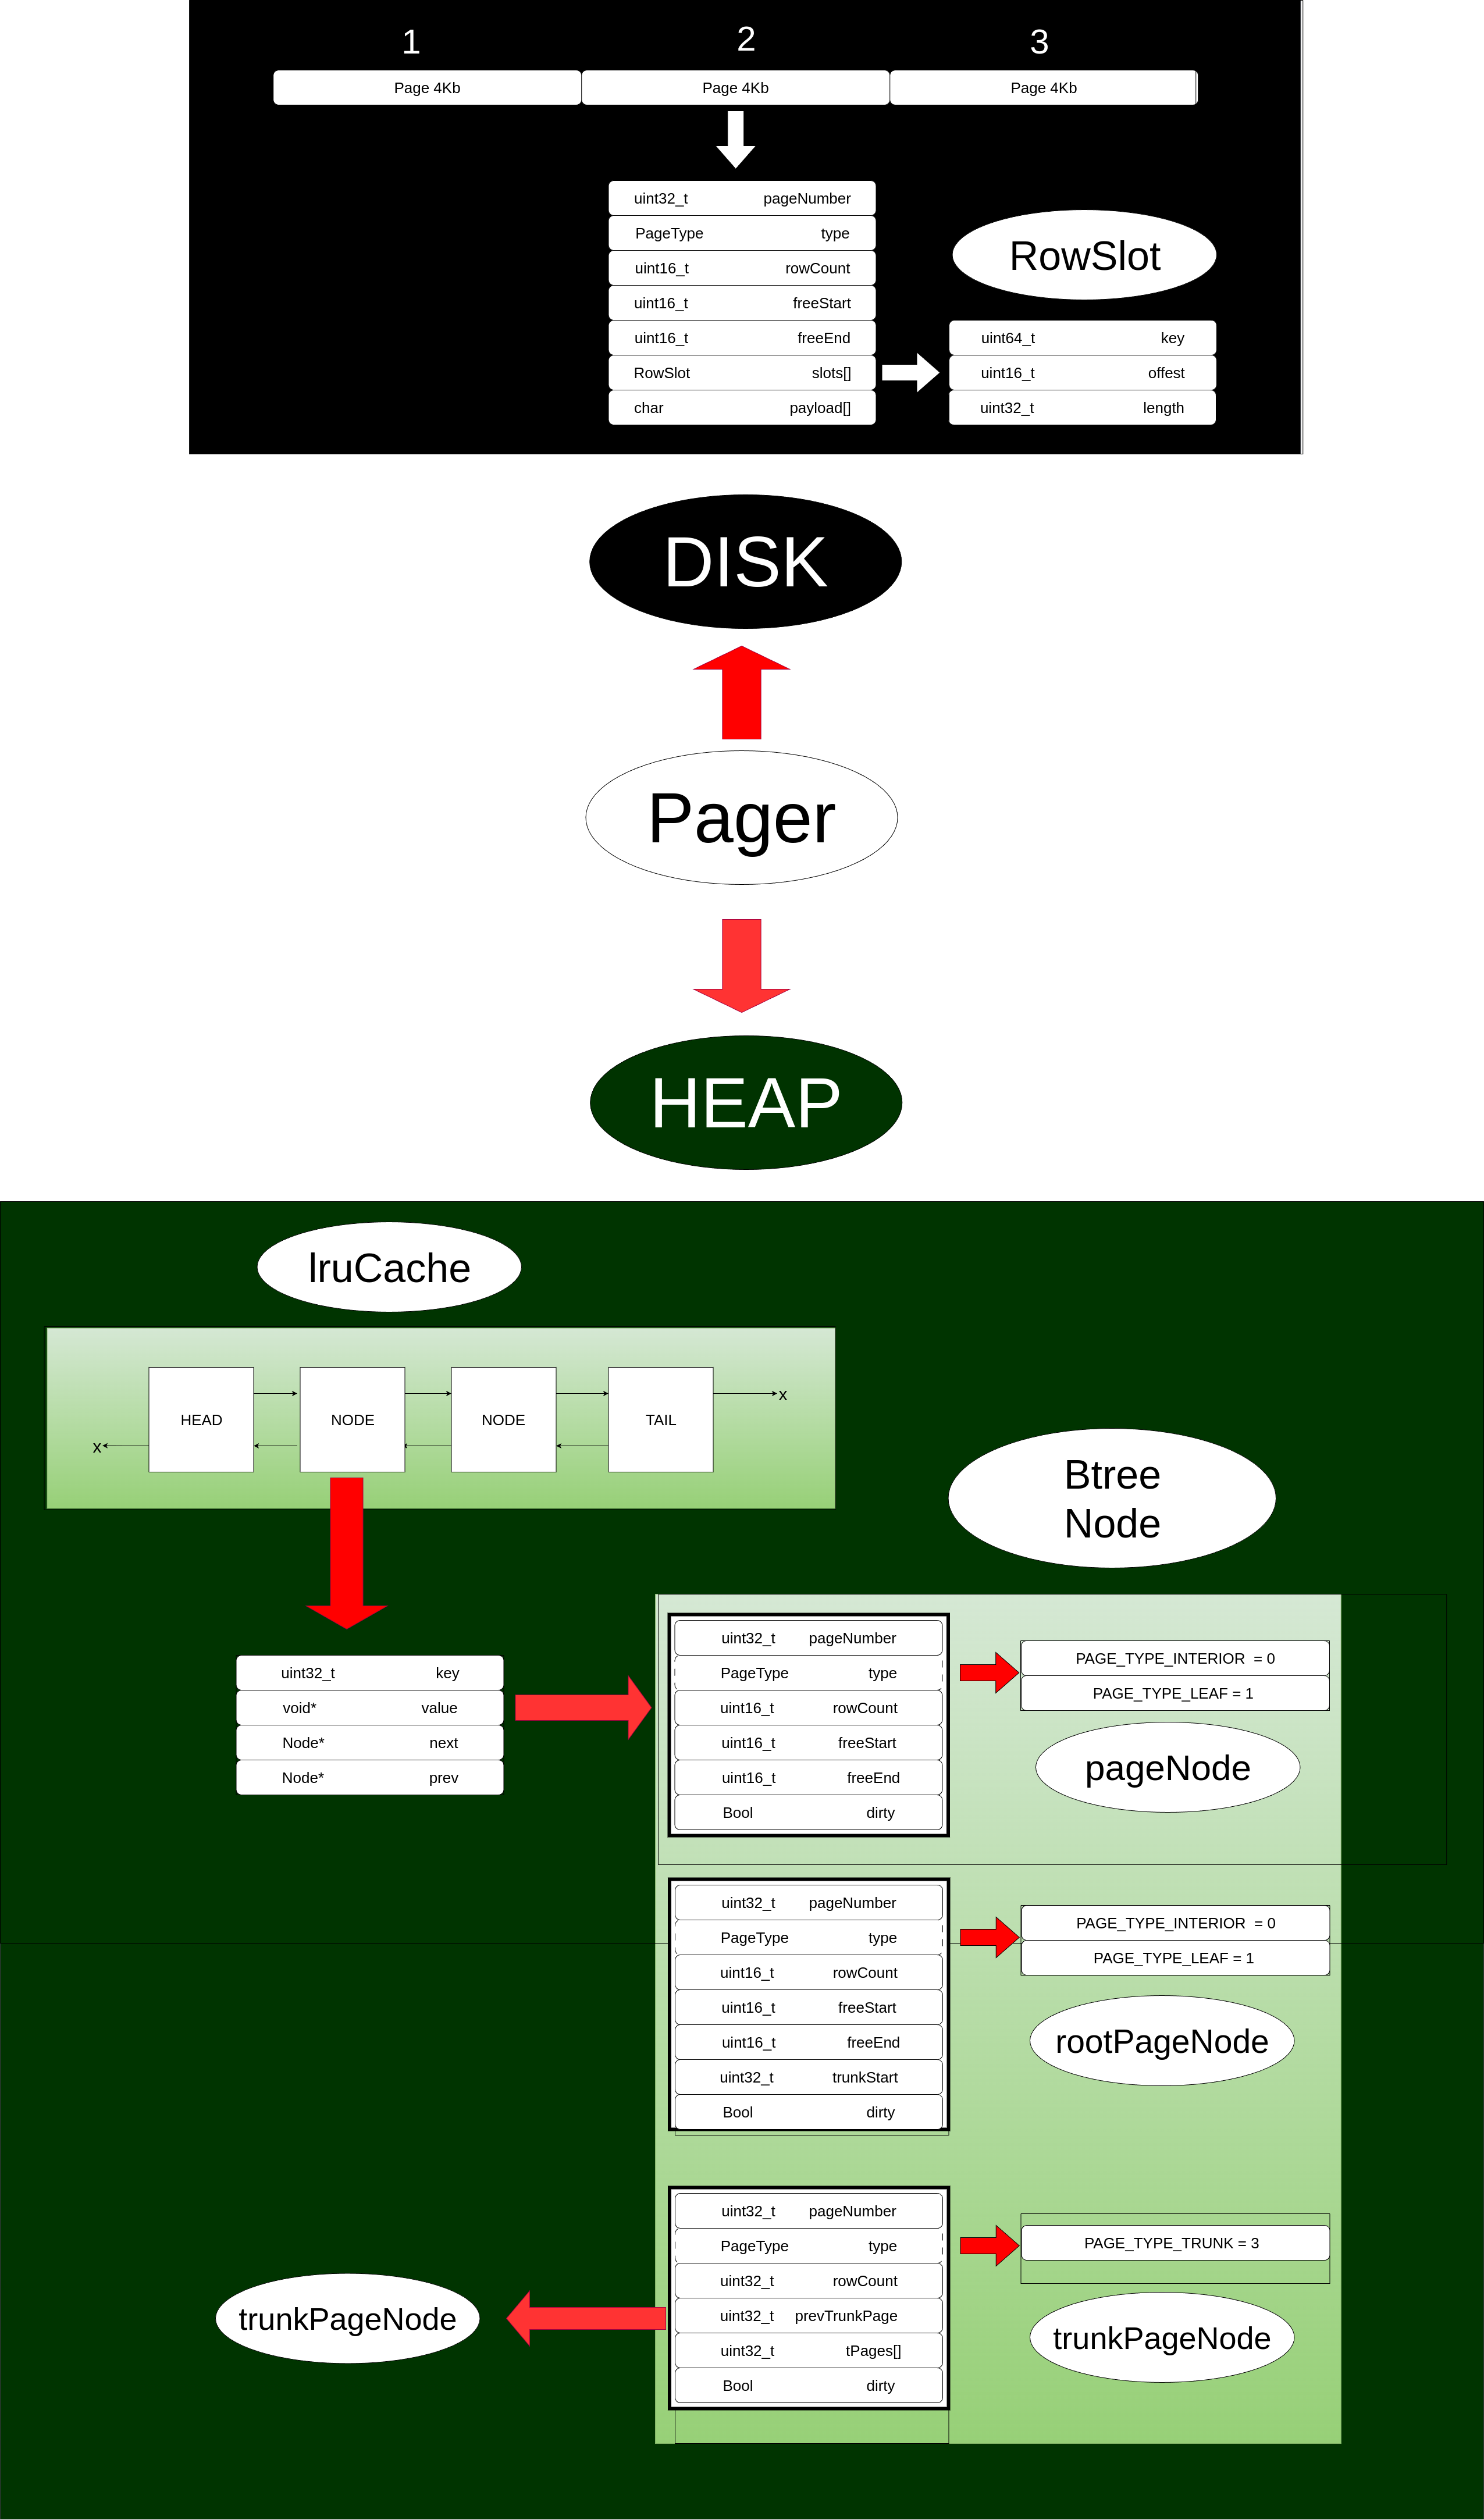 1 2 3
Page 4Kb Page 4Kb Page 4Kb
uint32_t pageNumber
PageType type
uint16_t rowCount
uint16_t freeStart
uint16_t freeEnd
RowSlot slots[]
char payload[]
RowSlot
uint64_t key
uint16_t offest
uint32_t length
DISK
Pager
HEAP
lruCache
HEAD NODE NODE TAIL x
x
Btree
Node
uint32_t key
void* value
Node* next
Node* prev
uint32_t pageNumber
PageType type
uint16_t rowCount
uint16_t freeStart
uint16_t freeEnd
Bool dirty
PAGE_TYPE_INTERIOR = 0
PAGE_TYPE_LEAF = 1
pageNode
uint32_t pageNumber
PageType type
uint16_t rowCount
uint16_t freeStart
uint16_t freeEnd
uint32_t trunkStart
Bool dirty
PAGE_TYPE_INTERIOR = 0
PAGE_TYPE_LEAF = 1
rootPageNode
uint32_t pageNumber
PageType type
uint32_t rowCount
uint32_t prevTrunkPage
uint32_t tPages[]
Bool dirty
PAGE_TYPE_TRUNK = 3
trunkPageNode
trunkPageNode